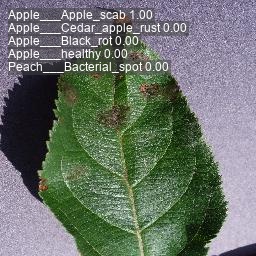 Apple___Apple_scab 1.00
Apple___Cedar_apple_rust 0.00
Apple___Black_rot 0.00
Apple___healthy 0.00
Peach___Bacterial_spot 0.00